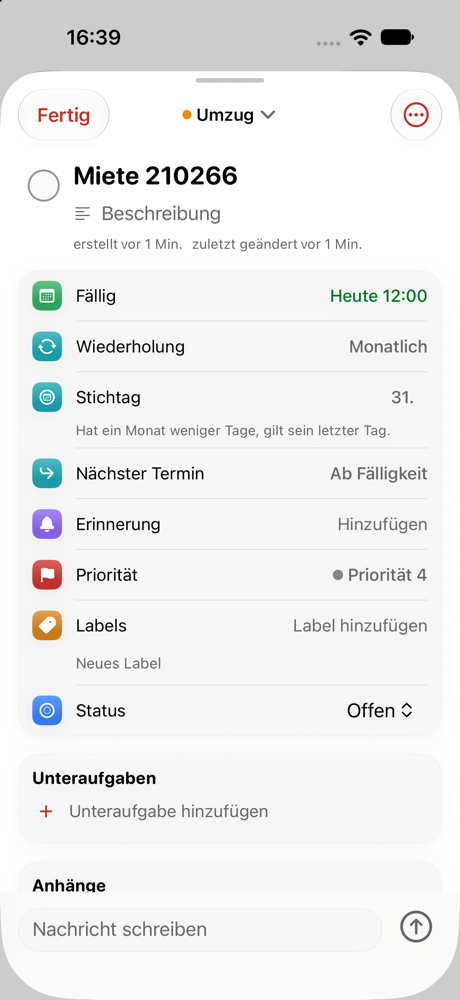 16:39
Fertig
Umzug
Miete 210266
Beschreibung
erstellt vor 1 Min. zuletzt geändert vor 1 Min.
Fällig Heute 12:00
Wiederholung Monatlich
Stichtag 31.
Hat ein Monat weniger Tage, gilt sein letzter Tag.
Nächster Termin Ab Fälligkeit
Erinnerung Hinzufügen
Priorität Priorität 4
Labels Label hinzufügen
Neues Label
Status Offen
Unteraufgaben
+ Unteraufgabe hinzufügen
Anhänge
Nachricht schreiben